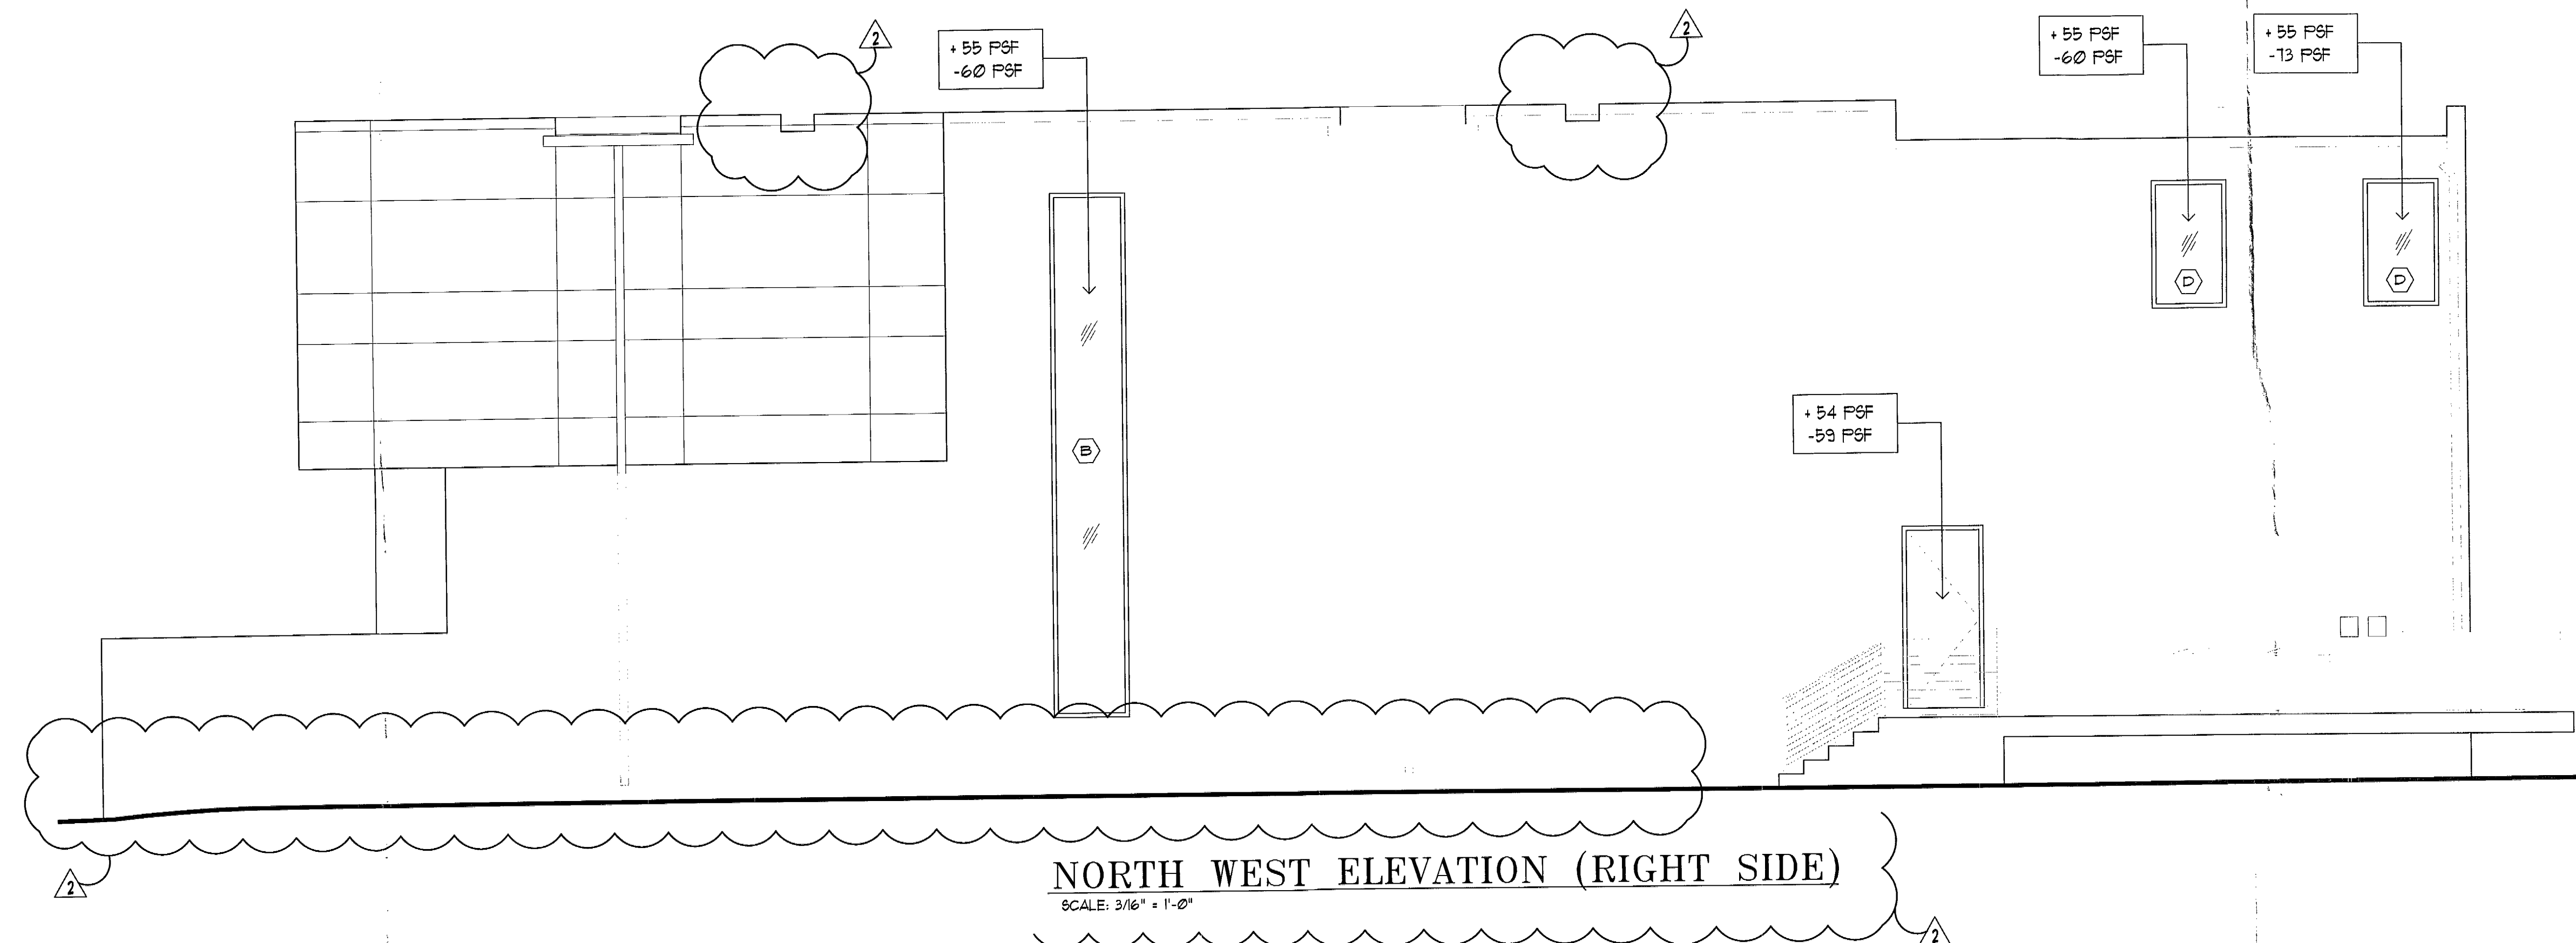 2
+ 55 PSF
-60 PSF
2
+ 55 PSF
-60 PSF
+ 55 PSF
-73 PSF
D
D
+ 54 PSF
-59 PSF
B
2
NORTH WEST ELEVATION (RIGHT SIDE)
SCALE: 3/16" = 1'-0"
2